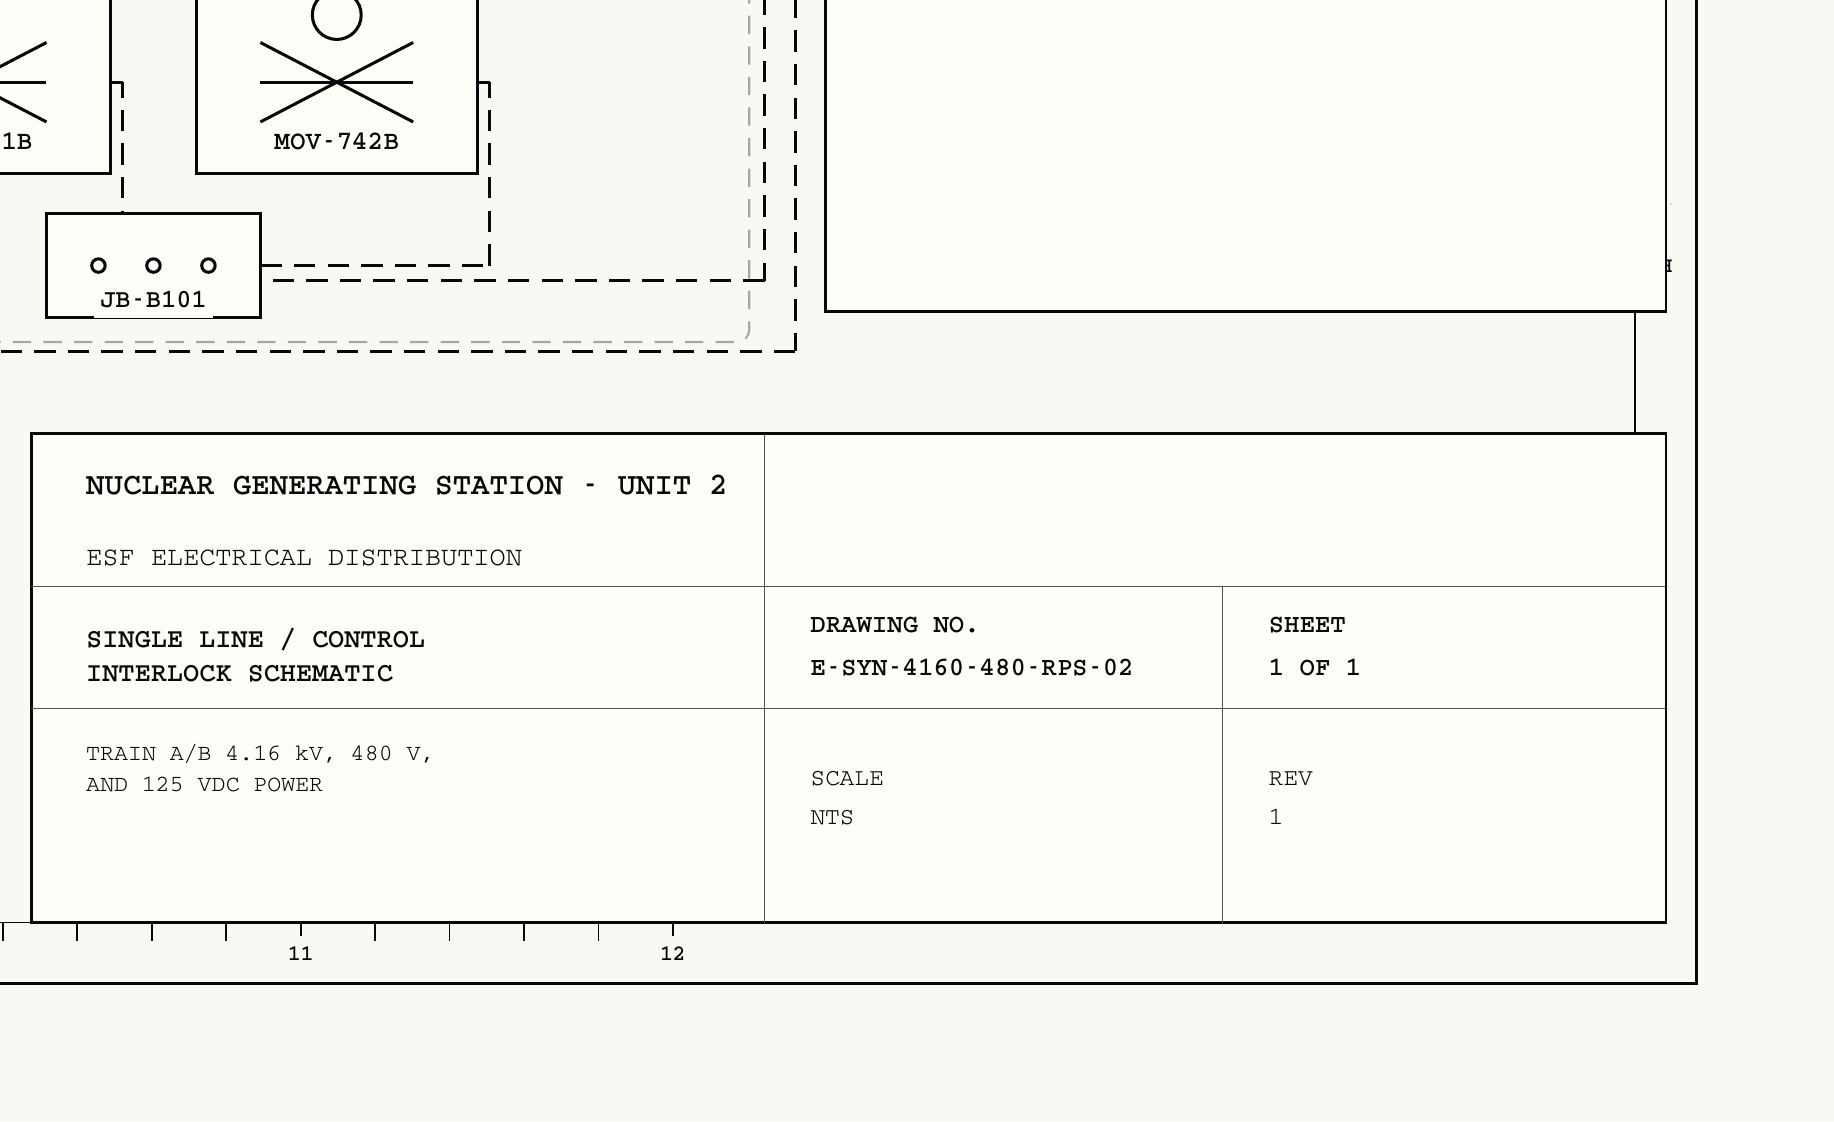 1B
MOV-742B
JB-B101
H
NUCLEAR GENERATING STATION - UNIT 2
ESF ELECTRICAL DISTRIBUTION
SINGLE LINE / CONTROL
INTERLOCK SCHEMATIC
DRAWING NO.
E-SYN-4160-480-RPS-02
SHEET
1 OF 1
TRAIN A/B 4.16 kV, 480 V,
AND 125 VDC POWER
SCALE
NTS
REV
1
11
12